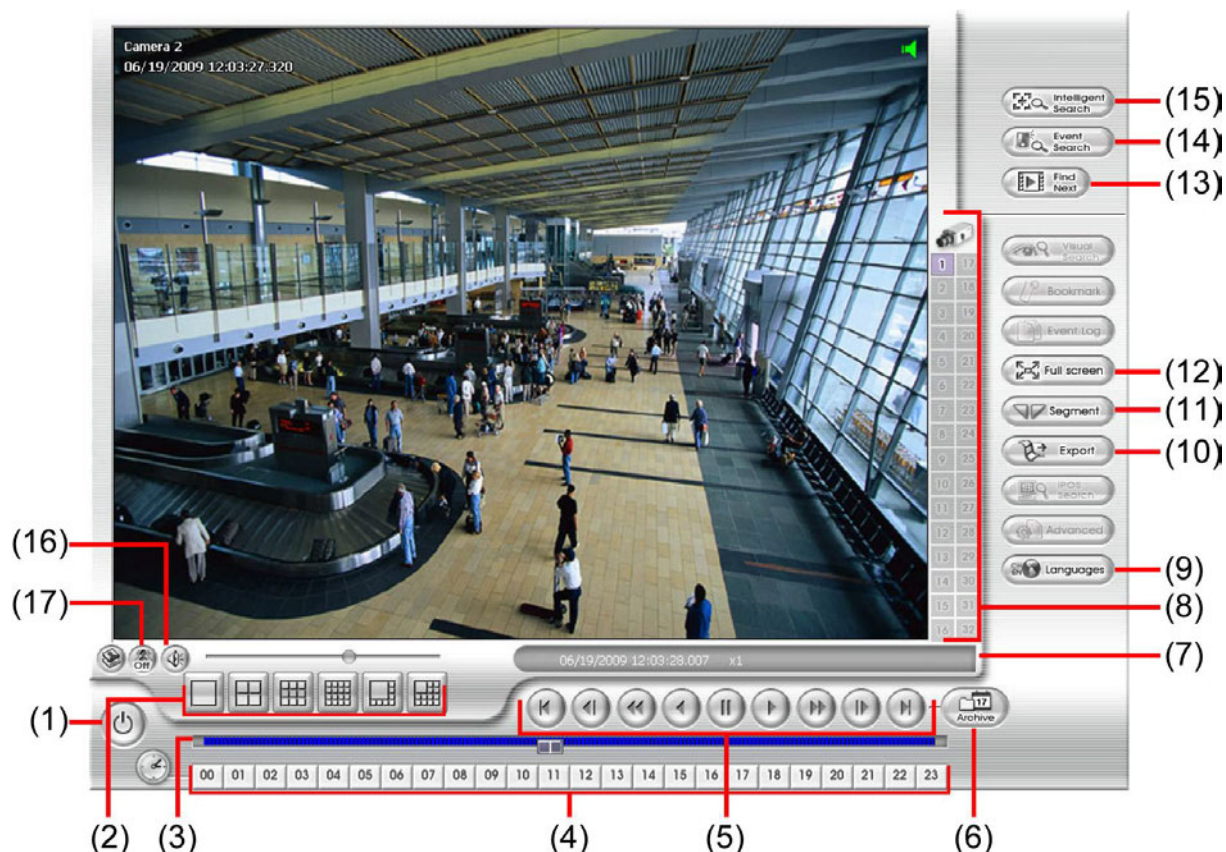 Camera 2
06/19/2009 12:03:27.320
Intelligent
Search
(15)
Event
Search
(14)
Find
Next
(13)
Visual
Search
1 17
2 18
Bookmark
3 19
4 20
Event Log
5 21
6 22
Full screen
(12)
7 23
Segment
(11)
8 24
9 25
Export
(10)
10 26
iPOS
Search
11 27
12 28
Advanced
13 29
Languages
(9)
14 30
15 31
(8)
16 32
(16)
(17)
Off
06/19/2009 12:03:28.007 x1
(7)
(1)
17
Archive
00 01 02 03 04 05 06 07 08 09 10 11 12 13 14 15 16 17 18 19 20 21 22 23
(2) (3) (4) (5) (6)